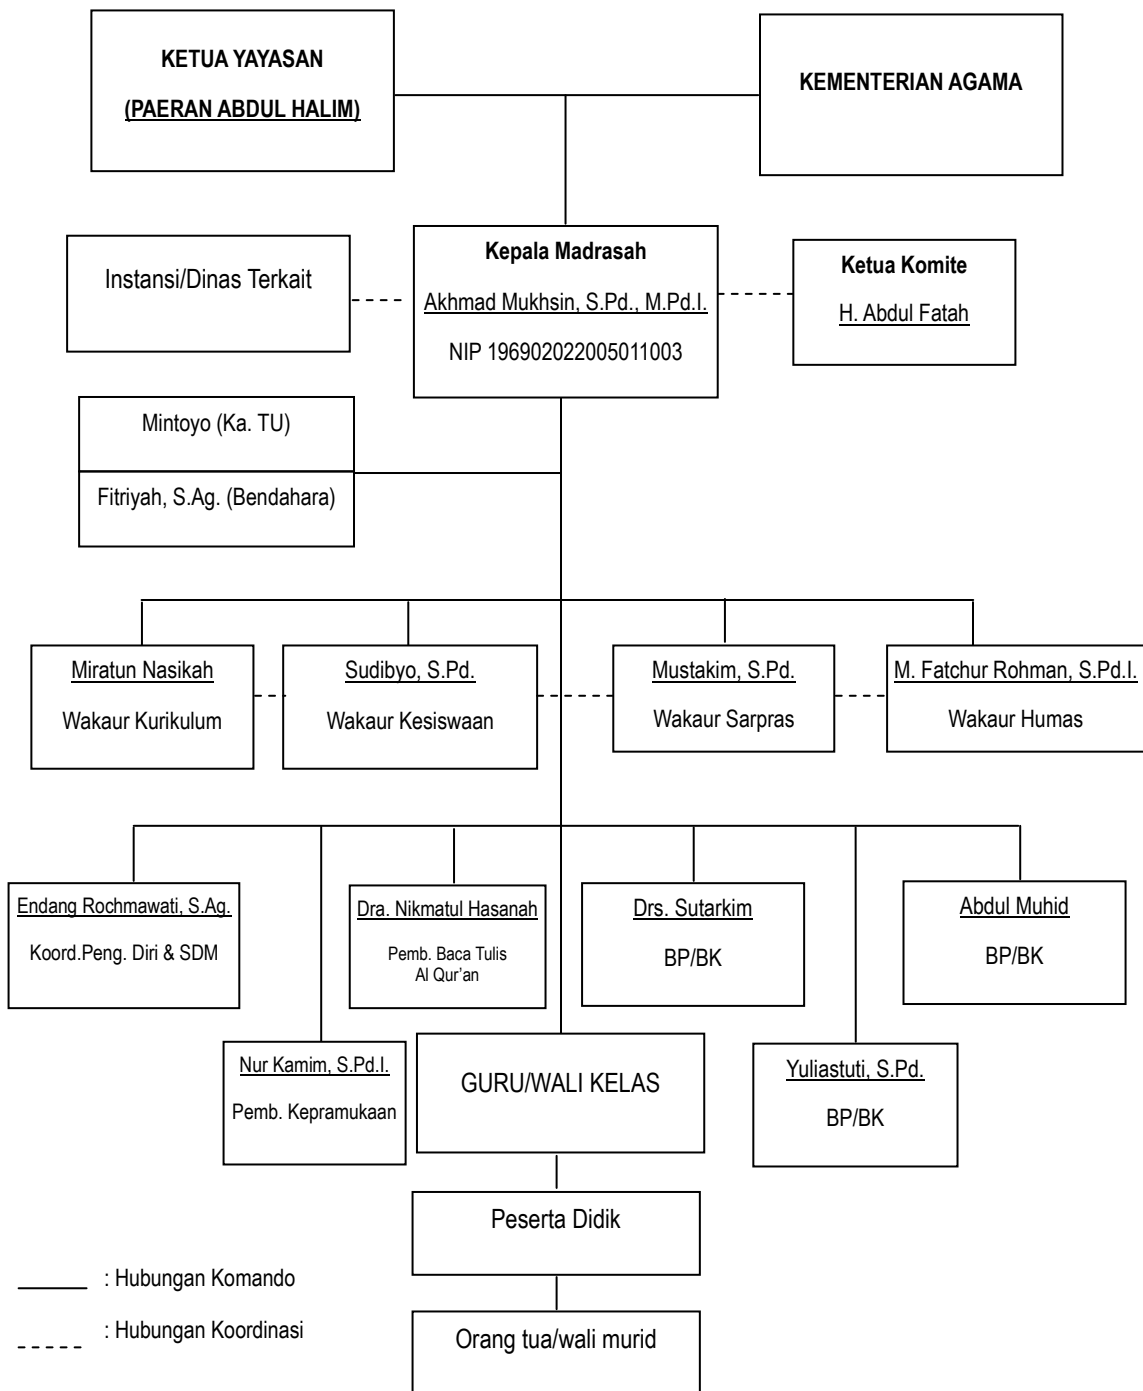 KETUA YAYASAN
(PAERAN ABDUL HALIM)
KEMENTERIAN AGAMA
Instansi/Dinas Terkait
Kepala Madrasah
Akhmad Mukhsin, S.Pd., M.Pd.I.
NIP 196902022005011003
Ketua Komite
H. Abdul Fatah
Mintoyo (Ka. TU)
Fitriyah, S.Ag. (Bendahara)
Miratun Nasikah
Wakaur Kurikulum
Sudibyo, S.Pd.
Wakaur Kesiswaan
Mustakim, S.Pd.
Wakaur Sarpras
M. Fatchur Rohman, S.Pd.I.
Wakaur Humas
Endang Rochmawati, S.Ag.
Koord.Peng. Diri & SDM
Dra. Nikmatul Hasanah
Pemb. Baca Tulis
Al Qur’an
Drs. Sutarkim
BP/BK
Abdul Muhid
BP/BK
Nur Kamim, S.Pd.I.
Pemb. Kepramukaan
GURU/WALI KELAS
Yuliastuti, S.Pd.
BP/BK
Peserta Didik
Orang tua/wali murid
: Hubungan Komando
: Hubungan Koordinasi